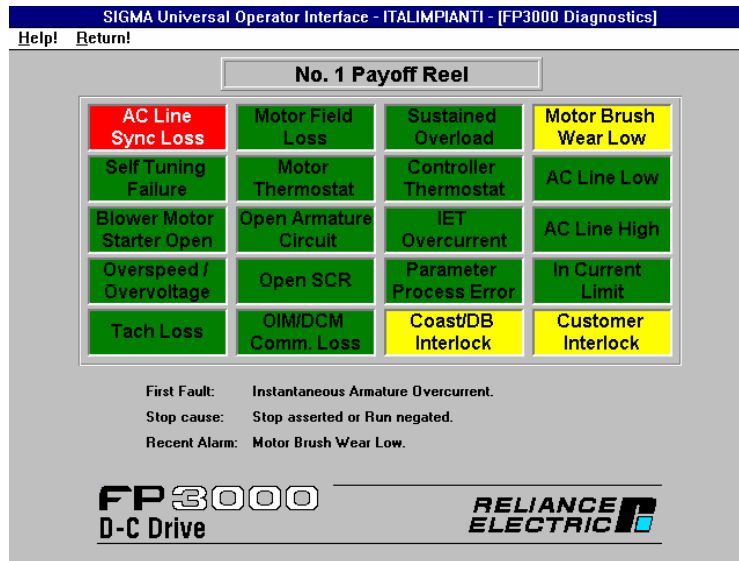 SIGMA Universal Operator Interface - ITALIMPIANTI - [FP3000 Diagnostics]
Help! Return!
No. 1 Payoff Reel
AC Line
Sync Loss
Motor Field
Loss
Sustained
Overload
Motor Brush
Wear Low
Self Tuning
Failure
Motor
Thermostat
Controller
Thermostat
AC Line Low
Blower Motor
Starter Open
Open Armature
Circuit
IET
Overcurrent
AC Line High
Overspeed /
Overvoltage
Open SCR
Parameter
Process Error
In Current
Limit
Tach Loss
OIM/DCM
Comm. Loss
Coast/DB
Interlock
Customer
Interlock
First Fault: Instantaneous Armature Overcurrent.
Stop cause: Stop asserted or Run negated.
Recent Alarm: Motor Brush Wear Low.
FP3000
D-C Drive
RELIANCE
ELECTRIC